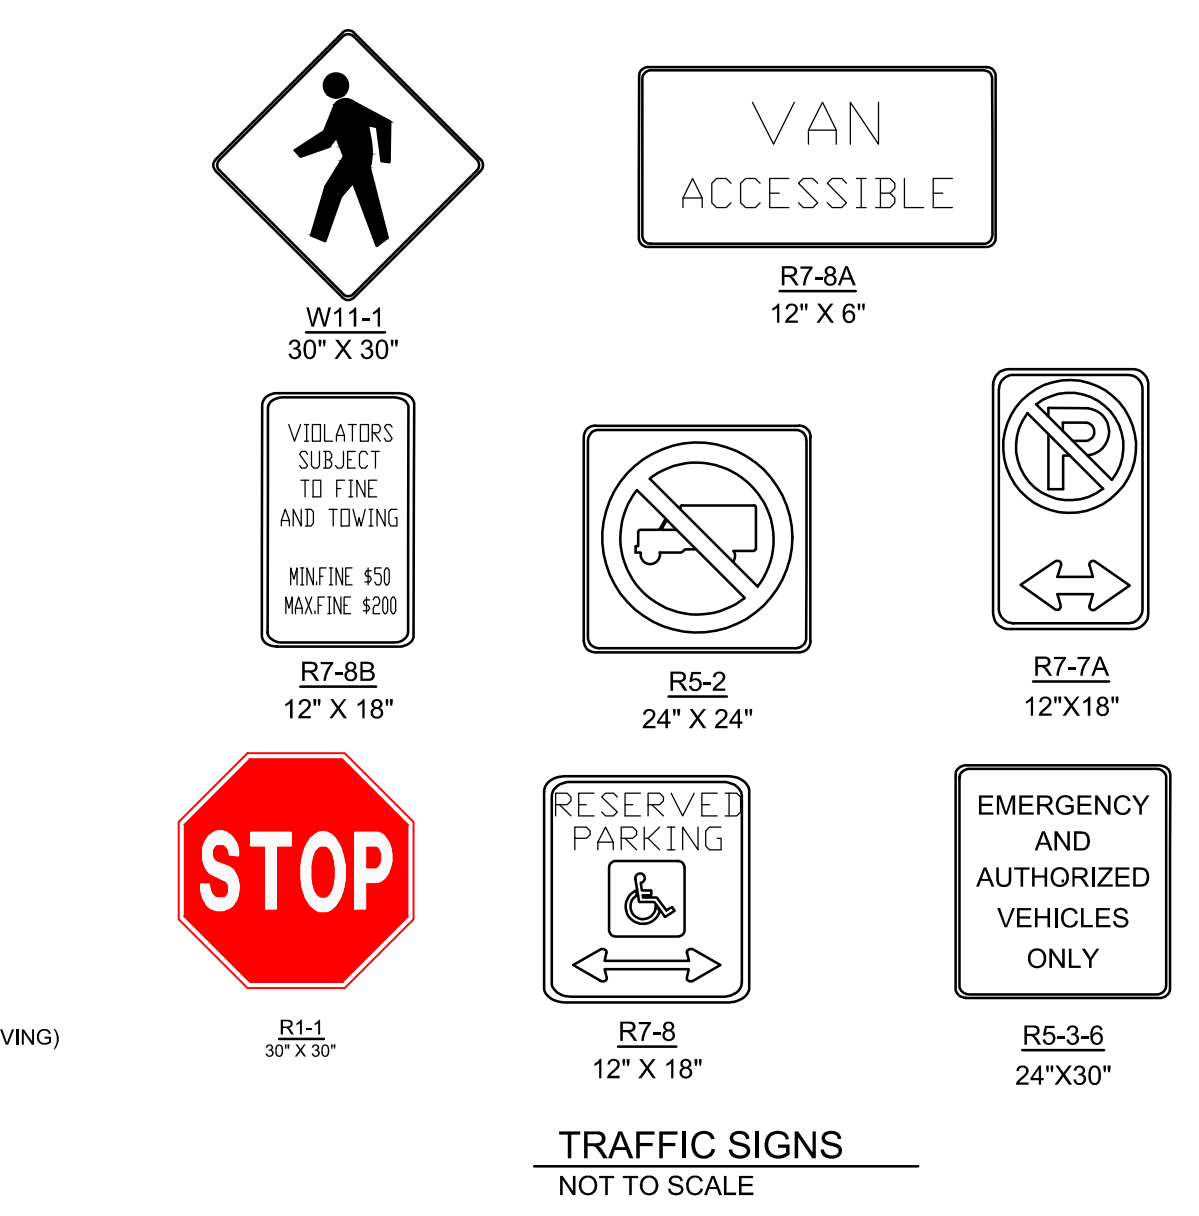 VAN
ACCESSIBLE
R7-8A
12" X 6"
W11-1
30" X 30"
VIOLATORS
SUBJECT
TO FINE
AND TOWING
MIN.FINE $50
MAX.FINE $200
R7-8B
12" X 18"
R5-2
24" X 24"
P
R7-7A
12"X18"
STOP
R1-1
30" X 30"
RESERVED
PARKING
R7-8
12" X 18"
EMERGENCY
AND
AUTHORIZED
VEHICLES
ONLY
R5-3-6
24"X30"
VING)
TRAFFIC SIGNS
NOT TO SCALE